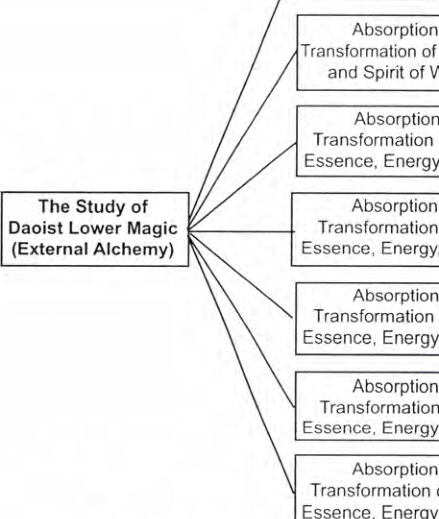 Absorption
Transformation of
and Spirit of W
Absorption
Transformation
Essence, Energy
The Study of
Daoist Lower Magic
(External Alchemy)
Absorption
Transformation
Essence, Energy,
Absorption
Transformation
Essence, Energy
Absorption
Transformation
Essence, Energy
Absorption
Transformation o
Essence, Energy